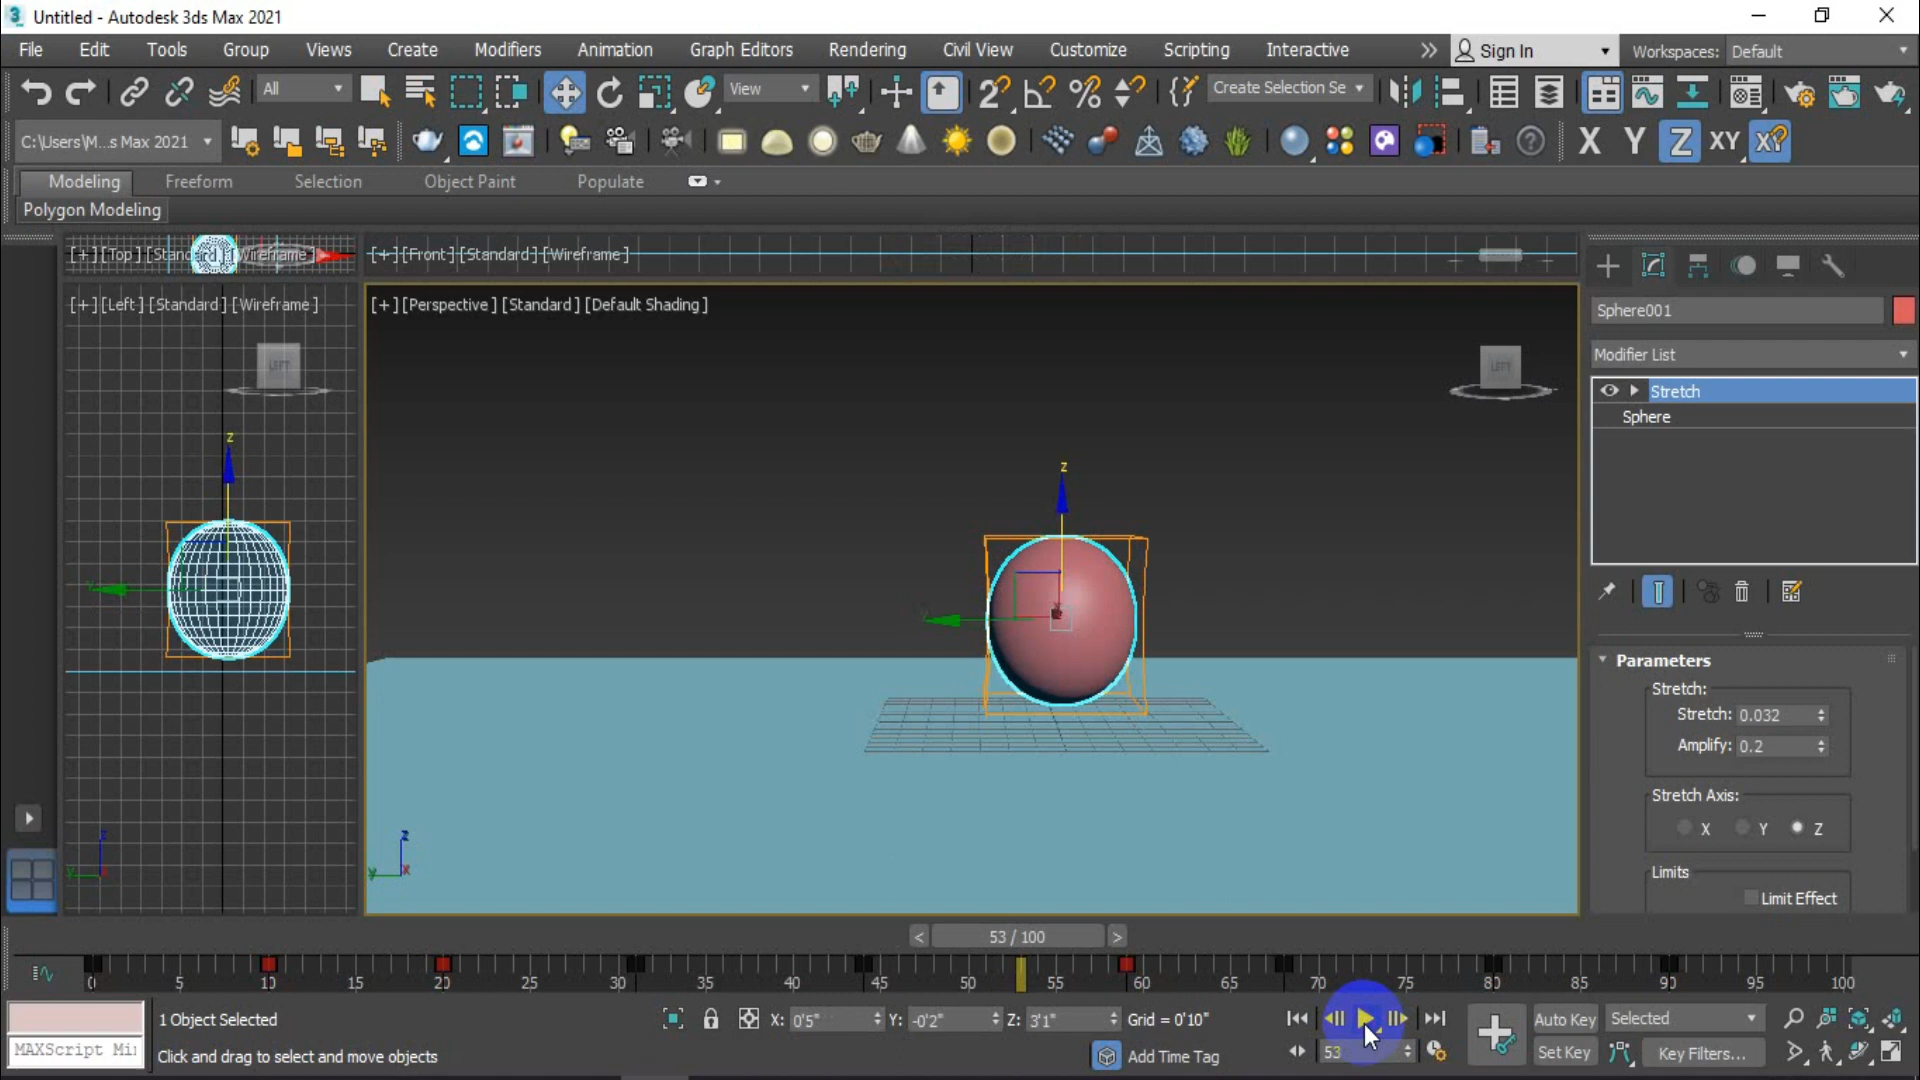 Untitled - Autodesk 3ds Max 2021
File Edit Tools Group Views Create Modifiers Animation Graph Editors Rendering Civil View Customize Scripting Interactive
Sign In
Workspaces: Default
All
View
Create Selection Se
C:\Users\M...s Max 2021
X Y Z XY
Modeling Freeform Selection Object Paint Populate
Polygon Modeling
[+][Top][Standard][Wireframe]
[+][Front][Standard][Wireframe]
[+][Left][Standard][Wireframe]
[+][Perspective][Standard][Default Shading]
LEFT
LEFT
z
z
Sphere001
Modifier List
Stretch
Sphere
Parameters
Stretch:
Stretch: 0.032
Amplify: 0.2
Stretch Axis:
X Y Z
Limits
Limit Effect
z
y
z
y x
< 53 / 100 >
0 5 10 15 20 25 30 35 40 45 50 55 60 65 70 75 80 85 90 95 100
1 Object Selected
X: 0'5" Y: -0'2" Z: 3'1" Grid = 0'10"
Auto Key Selected
MAXScript Mi
Click and drag to select and move objects
Add Time Tag
53
Set Key Key Filters...